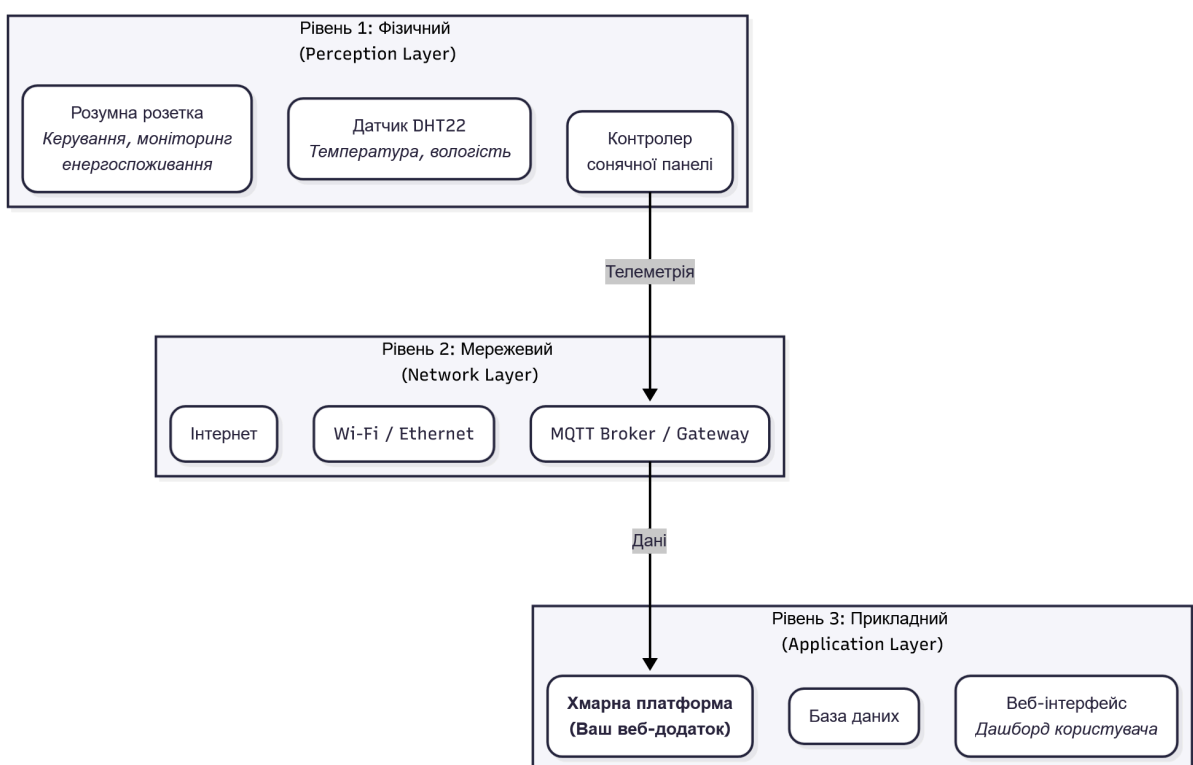 Рівень 1: Фізичний
(Perception Layer)
Розумна розетка
Керування, моніторинг
енергоспоживання
Датчик DHT22
Температура, вологість
Контролер
сонячної панелі
Телеметрія
Рівень 2: Мережевий
(Network Layer)
Інтернет
Wi-Fi / Ethernet
MQTT Broker / Gateway
Дані
Рівень 3: Прикладний
(Application Layer)
Хмарна платформа
(Ваш веб-додаток)
База даних
Веб-інтерфейс
Дашборд користувача